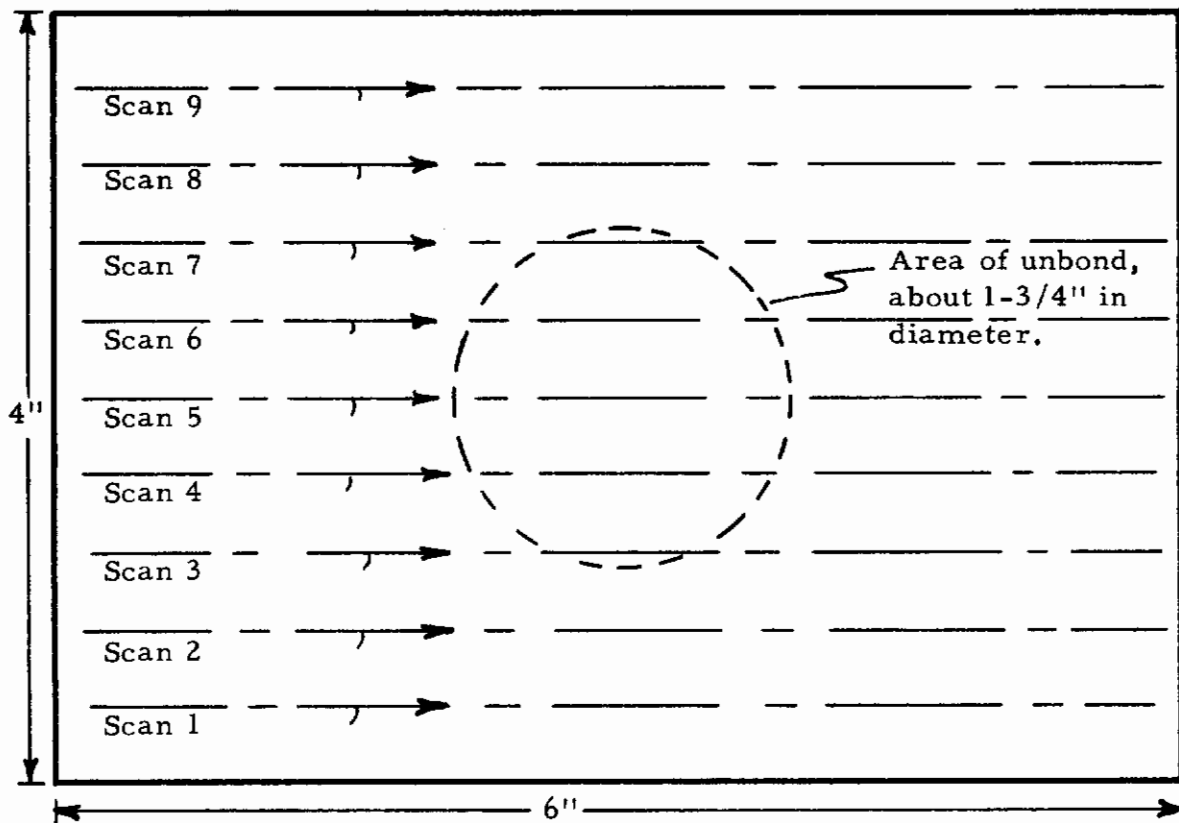 Scan 9
Scan 8
Scan 7
Area of unbond,
about 1-3/4" in
diameter.
Scan 6
4"
Scan 5
Scan 4
Scan 3
Scan 2
Scan 1
6"